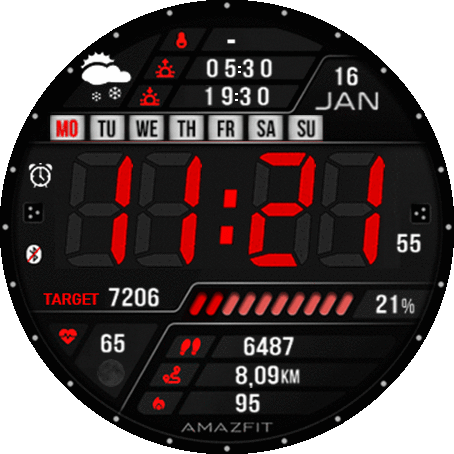 -
05:30
16
19:30
JAN
MO TU WE TH FR SA SU
11:21
55
TARGET 7206
21%
65
6487
8,09KM
95
AMAZFIT